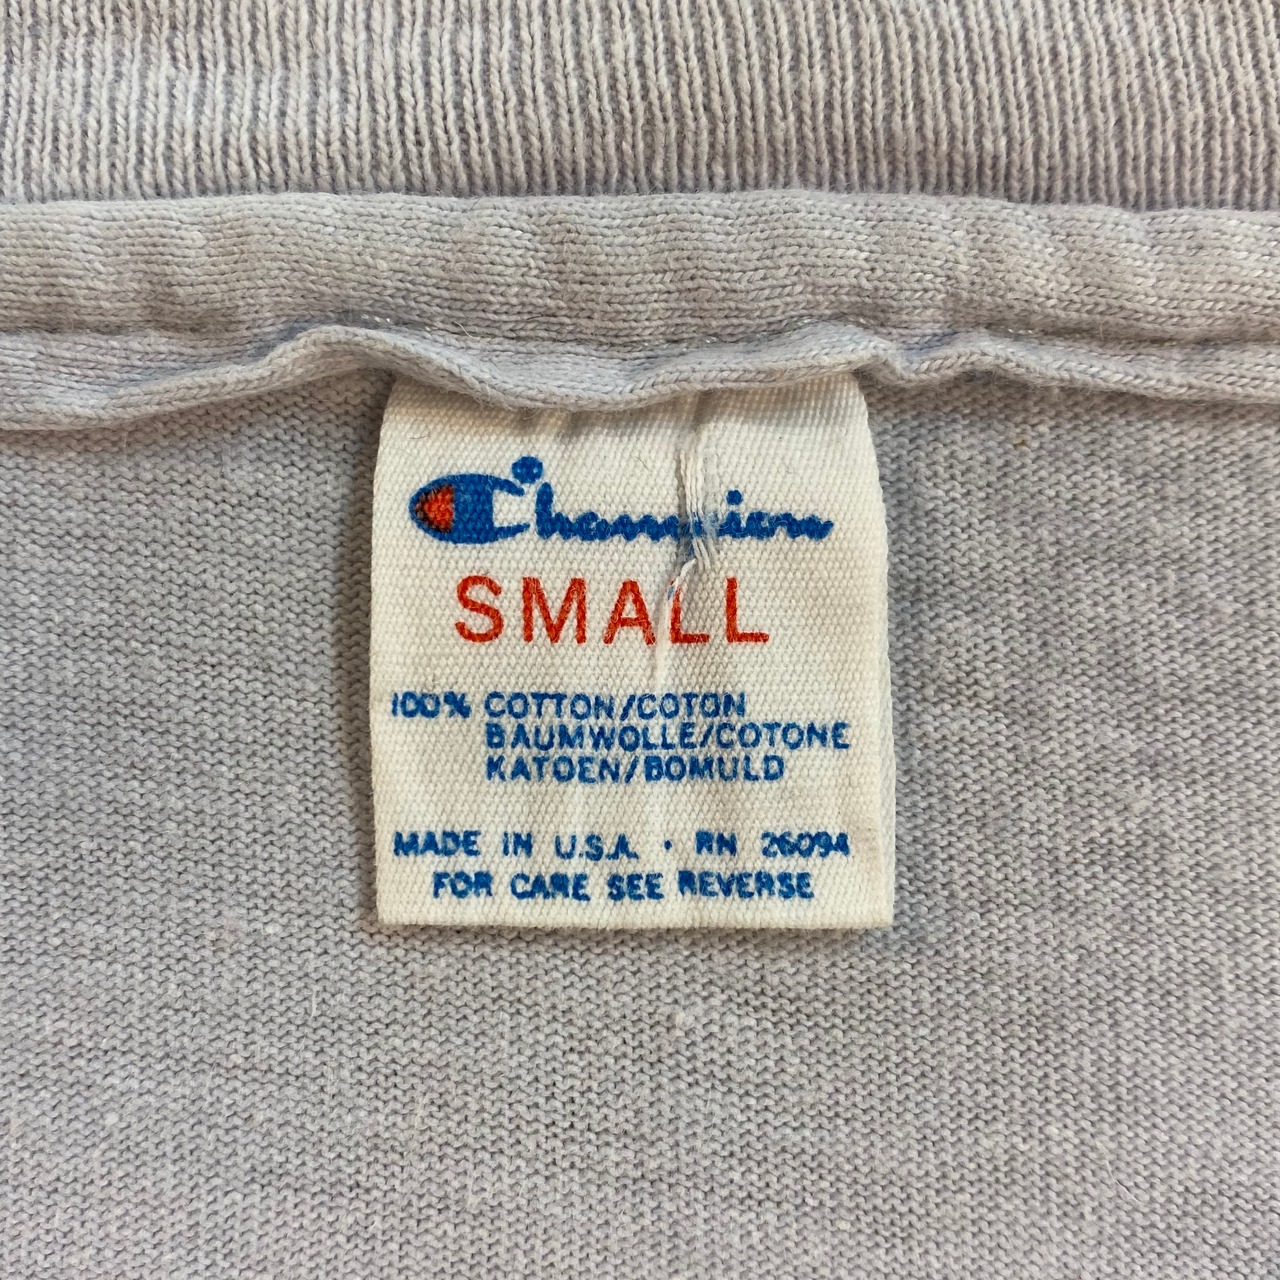 Champion
SMALL
100% COTTON/COTON
BAUMWOLLE/COTONE
KATOEN/BOMULD
MADE IN U.S.A. · RN 26094
FOR CARE SEE REVERSE